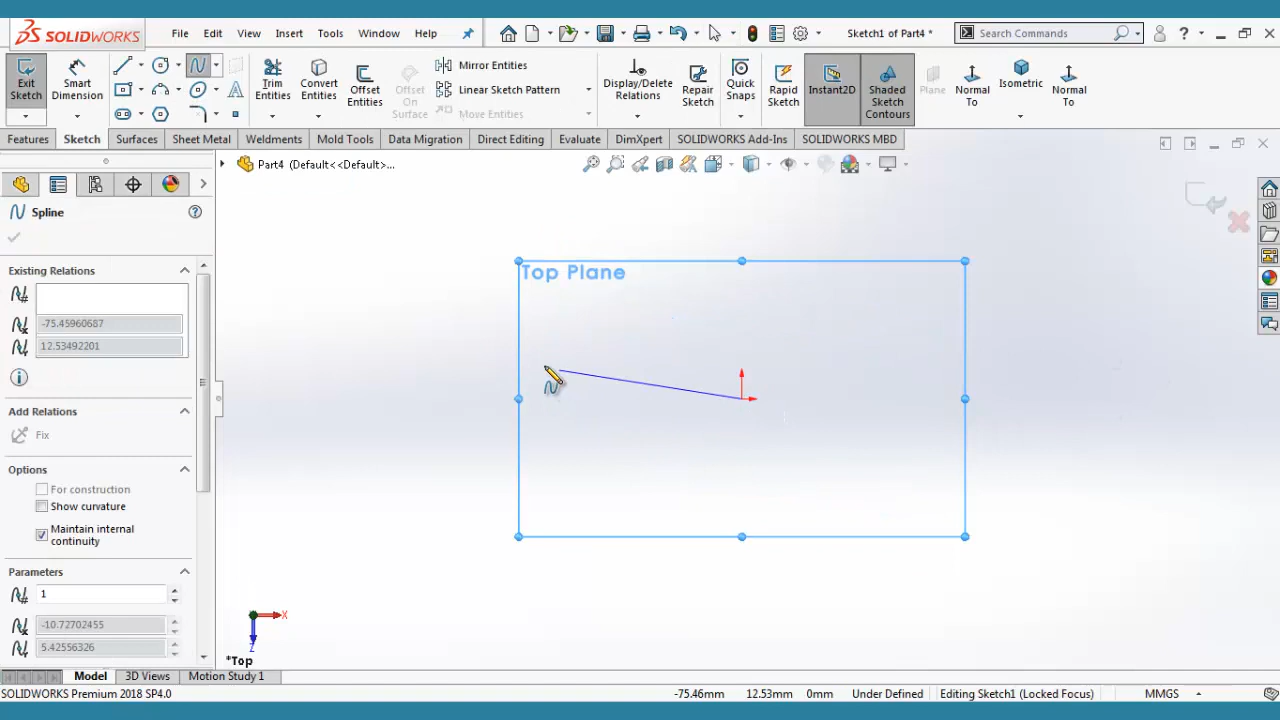 SOLIDWORKS File Edit View Insert Tools Window Help Sketch1 of Part4 * Search Commands ?
Exit Sketch Smart Dimension Trim Entities Convert Entities Offset Entities Offset On Surface Mirror Entities Linear Sketch Pattern Move Entities Display/Delete Relations Repair Sketch Quick Snaps Rapid Sketch Instant2D Shaded Sketch Contours Plane Normal To Isometric Normal To
Features Sketch Surfaces Sheet Metal Weldments Mold Tools Data Migration Direct Editing Evaluate DimXpert SOLIDWORKS Add-Ins SOLIDWORKS MBD
Part4 (Default<<Default>...
Spline ?
Existing Relations
-75.45960687
12.53492201
Add Relations
Fix
Options
For construction
Show curvature
Maintain internal
continuity
Parameters
1
-10.72702455
5.42556326
Top Plane
X
Z
*Top
Model 3D Views Motion Study 1
SOLIDWORKS Premium 2018 SP4.0 -75.46mm 12.53mm 0mm Under Defined Editing Sketch1 (Locked Focus) MMGS